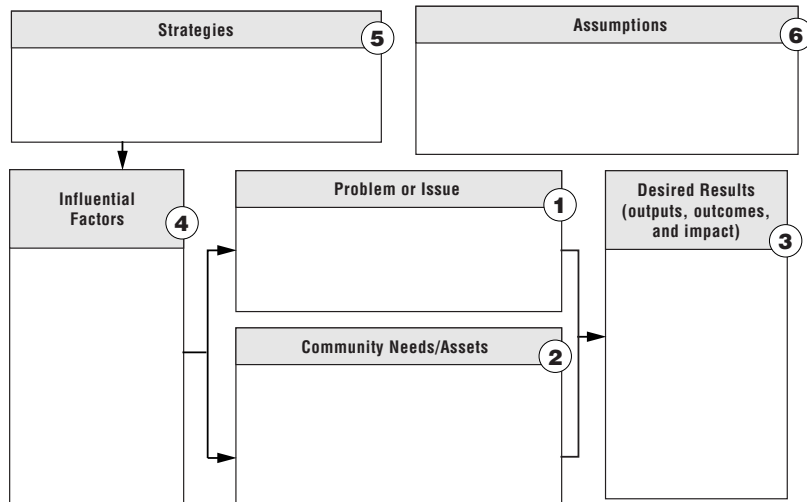 Strategies
5
Assumptions
6
Influential
Factors
4
Problem or Issue
1
Community Needs/Assets
2
Desired Results
(outputs, outcomes,
and impact)
3